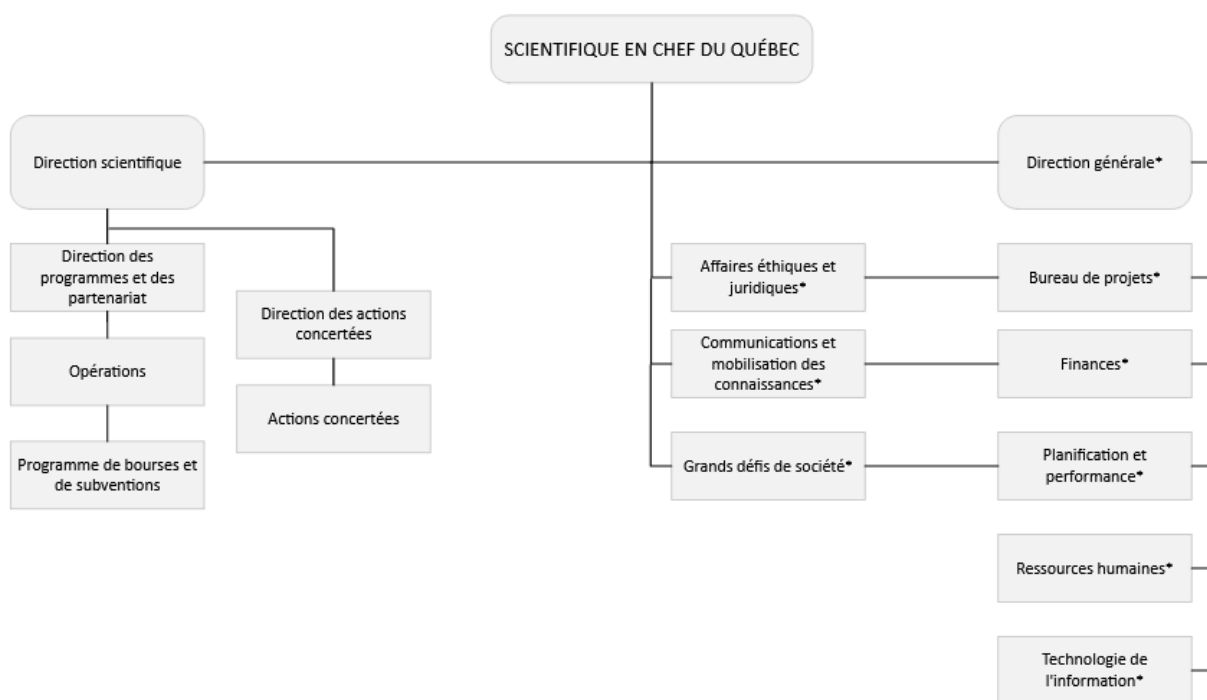 SCIENTIFIQUE EN CHEF DU QUÉBEC
Direction scientifique
Direction générale*
Direction des
programmes et des
partenariat
Affaires éthiques et
juridiques*
Bureau de projets*
Direction des actions
concertées
Opérations
Communications et
mobilisation des
connaissances*
Finances*
Actions concertées
Programme de bourses et
de subventions
Grands défis de société*
Planification et
performance*
Ressources humaines*
Technologie de
l'information*